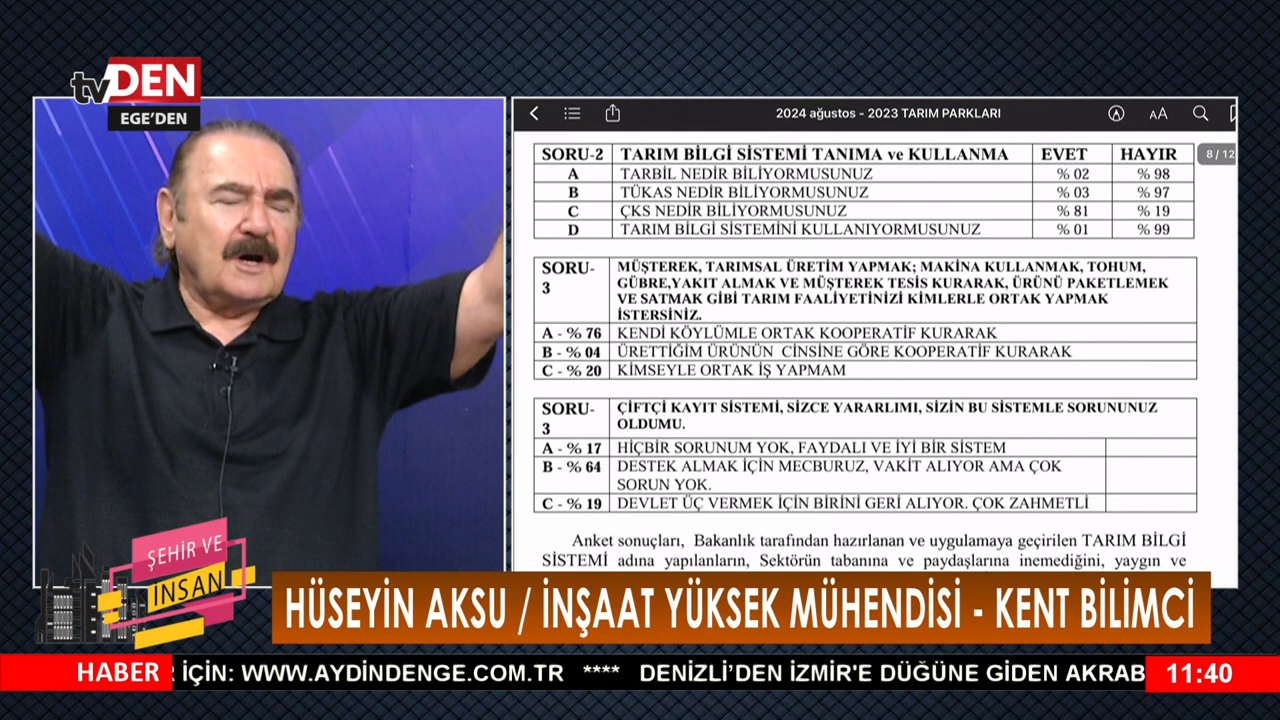 tvDEN
EGE'DEN
2024 ağustos - 2023 TARIM PARKLARI
AA
8 / 12
SORU-2 TARIM BİLGİ SİSTEMİ TANIMA ve KULLANMA EVET HAYIR
A TARBİL NEDİR BİLİYORMUSUNUZ % 02 % 98
B TÜKAS NEDİR BİLİYORMUSUNUZ % 03 % 97
C ÇKS NEDİR BİLİYORMUSUNUZ % 81 % 19
D TARIM BİLGİ SİSTEMİNİ KULLANIYORMUSUNUZ % 01 % 99
SORU-
3
MÜŞTEREK, TARIMSAL ÜRETİM YAPMAK; MAKİNA KULLANMAK, TOHUM,
GÜBRE,YAKIT ALMAK VE MÜŞTEREK TESİS KURARAK, ÜRÜNÜ PAKETLEMEK
VE SATMAK GİBİ TARIM FAALİYETİNİZİ KİMLERLE ORTAK YAPMAK
İSTERSİNİZ.
A - % 76 KENDİ KÖYLÜMLE ORTAK KOOPERATİF KURARAK
B - % 04 ÜRETTİĞİM ÜRÜNÜN CİNSİNE GÖRE KOOPERATİF KURARAK
C - % 20 KİMSEYLE ORTAK İŞ YAPMAM
SORU-
3
ÇİFTÇİ KAYIT SİSTEMİ, SİZCE YARARLIMI, SİZİN BU SİSTEMLE SORUNUNUZ
OLDUMU.
A - % 17 HİÇBİR SORUNUM YOK, FAYDALI VE İYİ BİR SİSTEM
B - % 64 DESTEK ALMAK İÇİN MECBURUZ, VAKİT ALIYOR AMA ÇOK
SORUN YOK.
C - % 19 DEVLET ÜÇ VERMEK İÇİN BİRİNİ GERİ ALIYOR. ÇOK ZAHMETLİ
Anket sonuçları, Bakanlık tarafından hazırlanan ve uygulamaya geçirilen TARIM BİLGİ
SİSTEMİ adına yapılanların, Sektörün tabanına ve paydaşlarına inemediğini, yaygın ve
ŞEHİR VE
İNSAN
HÜSEYİN AKSU / İNŞAAT YÜKSEK MÜHENDİSİ - KENT BİLİMCİ
HABER İÇİN: WWW.AYDINDENGE.COM.TR **** DENİZLİ'DEN İZMİR'E DÜĞÜNE GİDEN AKRAB 11:40